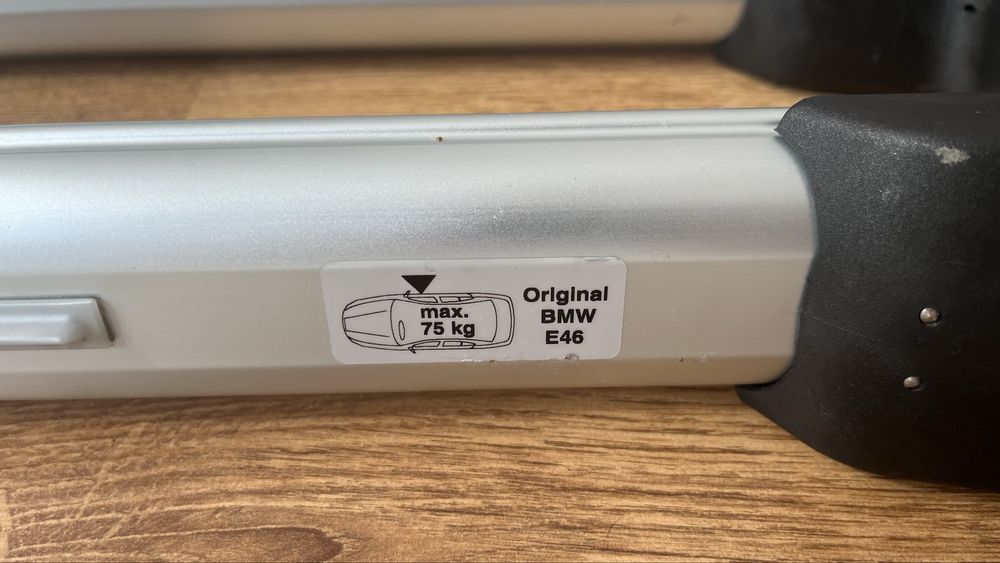 max.
75 kg
Original
BMW
E46